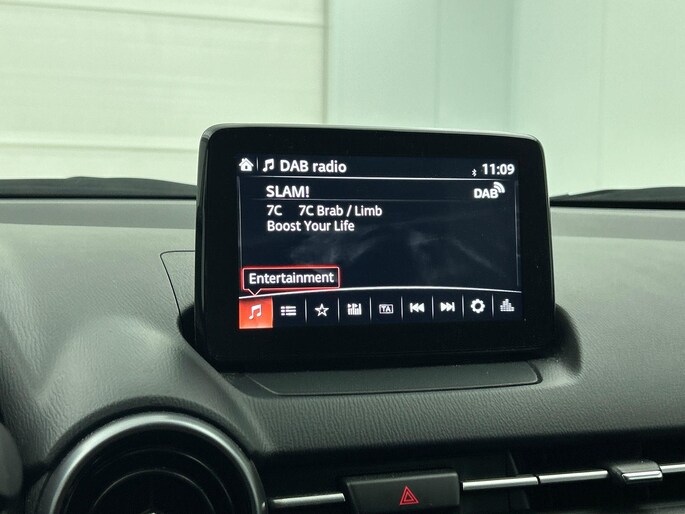 DAB radio 11:09
SLAM! DAB
7C 7C Brab / Limb
Boost Your Life
Entertainment
TA